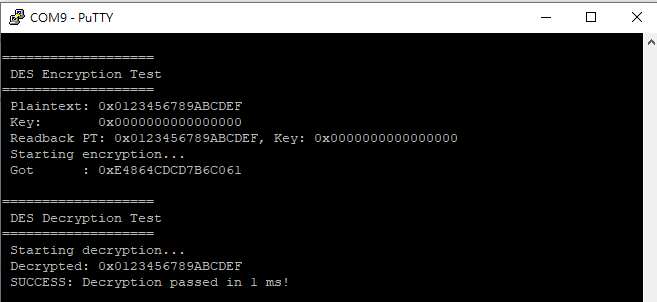 COM9 - PuTTY
===================
DES Encryption Test
===================
Plaintext: 0x0123456789ABCDEF
Key:       0x0000000000000000
Readback PT: 0x0123456789ABCDEF, Key: 0x0000000000000000
Starting encryption...
Got      : 0xE4864CDCD7B6C061
===================
DES Decryption Test
===================
Starting decryption...
Decrypted: 0x0123456789ABCDEF
SUCCESS: Decryption passed in 1 ms!